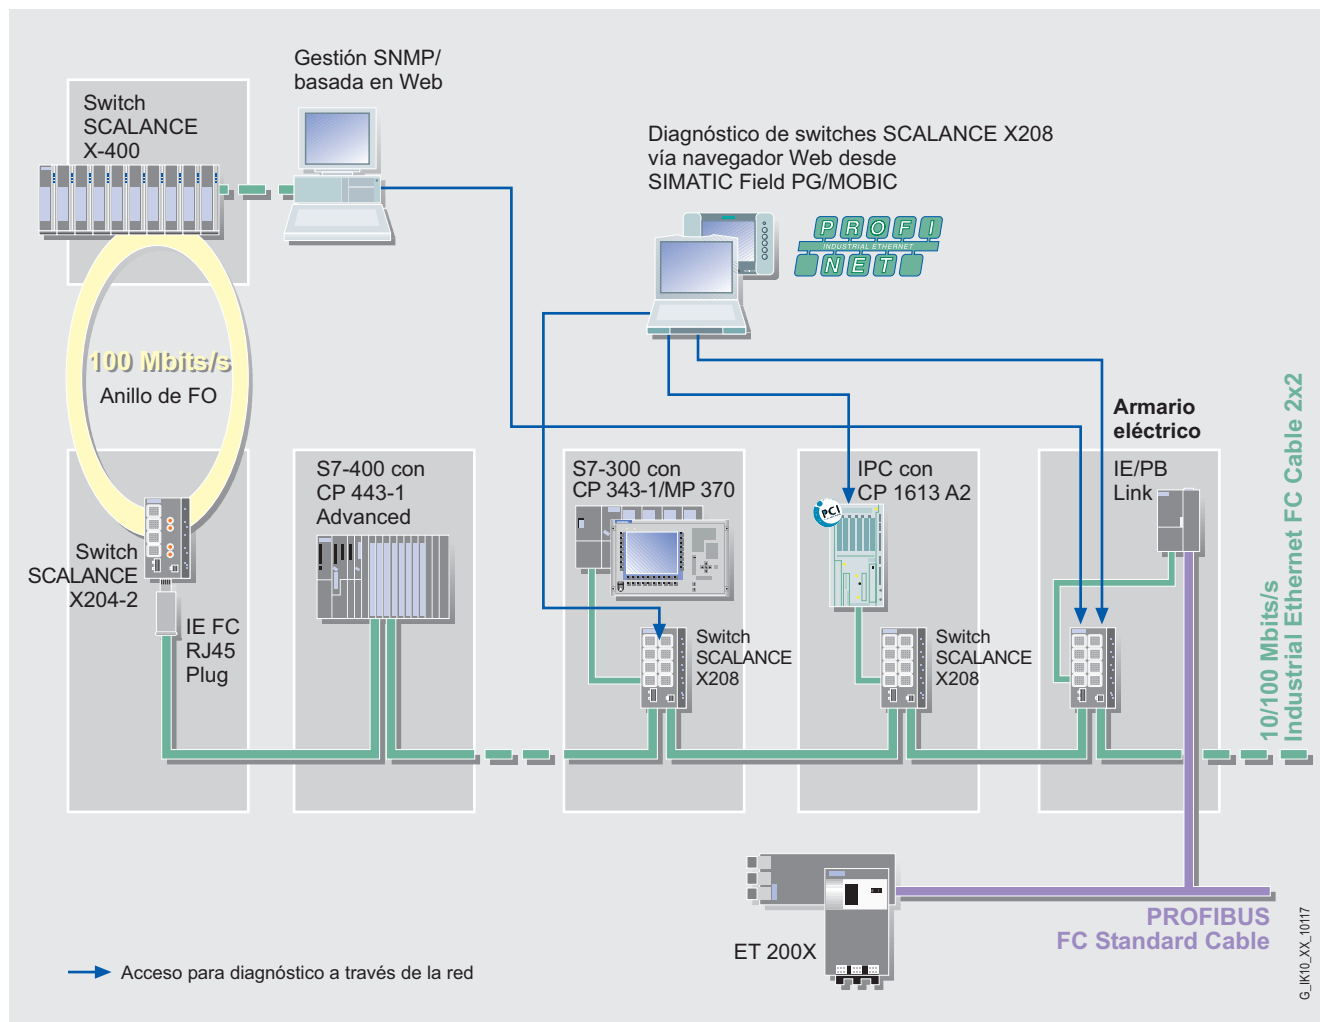 Gestión SNMP/
basada en Web
Switch
SCALANCE
X-400
Diagnóstico de switches SCALANCE X208
vía navegador Web desde
SIMATIC Field PG/MOBIC
PROFI
INDUSTRIAL ETHERNET
NET
100 Mbits/s
Anillo de FO
Armario
eléctrico
S7-400 con
CP 443-1
Advanced
S7-300 con
CP 343-1/MP 370
IPC con
CP 1613 A2
IE/PB
Link
PCI
Switch
SCALANCE
X204-2
IE FC
RJ45
Plug
Switch
SCALANCE
X208
Switch
SCALANCE
X208
10/100 Mbits/s
Industrial Ethernet FC Cable 2x2
PROFIBUS
FC Standard Cable
ET 200X
Acceso para diagnóstico a través de la red
G_IK10_XX_10117